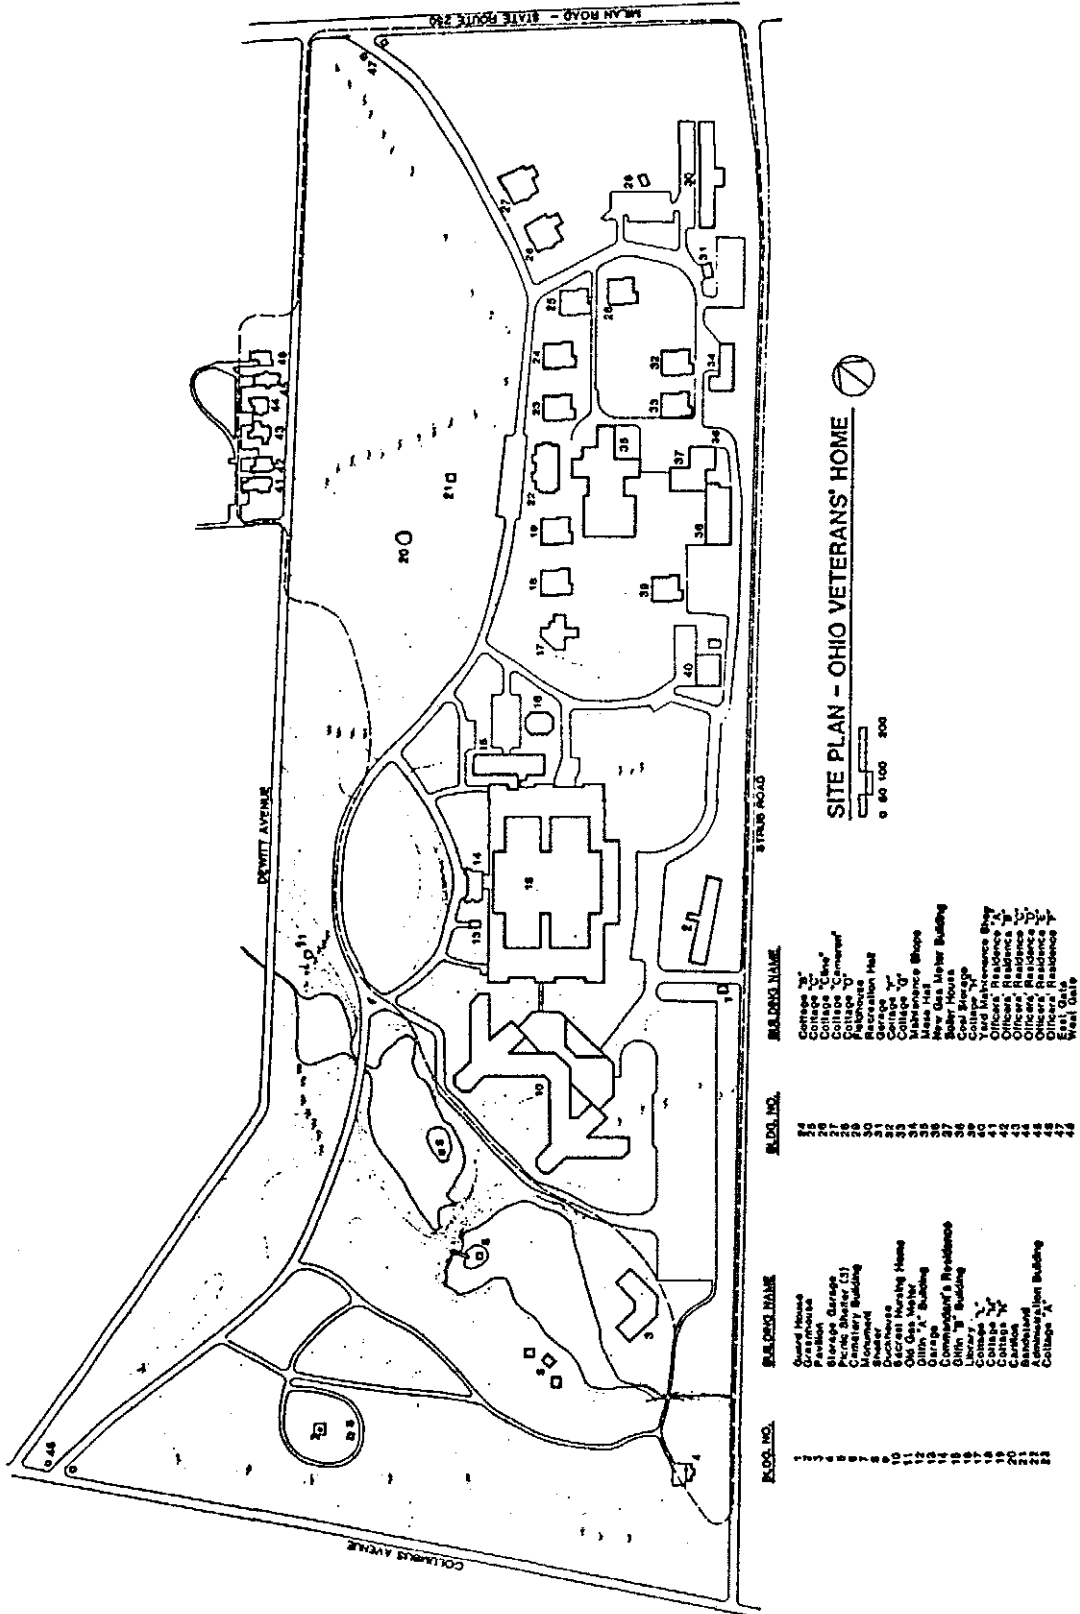 MILAN ROAD - STATE ROUTE 250
DEWITT AVENUE
COLUMBUS AVENUE
STRUB ROAD
SITE PLAN - OHIO VETERANS' HOME
0 50 100 200
BLDG. NO. BUILDING NAME
1 Guard House
2 Greenhouse
3 Pavilion
4 Storage Garage
5 Picnic Shelter (3)
6 Cemetery Building
7 Monument
8 Shelter
9 Duckhouse
10 Secrest Nursing Home
11 Old Gas Meter
12 Giffin "A" Building
13 Garage
14 Commandant's Residence
15 Giffin "B" Building
16 Library
17 Cottage "L"
18 Cottage "M"
19 Cottage "N"
20 Carillon
21 Bandstand
22 Administration Building
23 Cottage "A"
BLDG. NO. BUILDING NAME
24 Cottage "B"
25 Cottage "C"
26 Cottage "Cline"
27 Cottage "Cameron"
28 Cottage "D"
29 Fieldhouse
30 Recreation Hall
31 Garage
32 Cottage "F"
33 Cottage "G"
34 Maintenance Shops
35 Mess Hall
36 New Gas Meter Building
37 Boiler House
38 Coal Storage
39 Cottage "H"
40 Yard Maintenance Shop
41 Officers' Residence "A"
42 Officers' Residence "B"
43 Officers' Residence "C"
44 Officers' Residence "D"
45 Officers' Residence "E"
46 Officers' Residence "F"
47 East Gate
48 West Gate